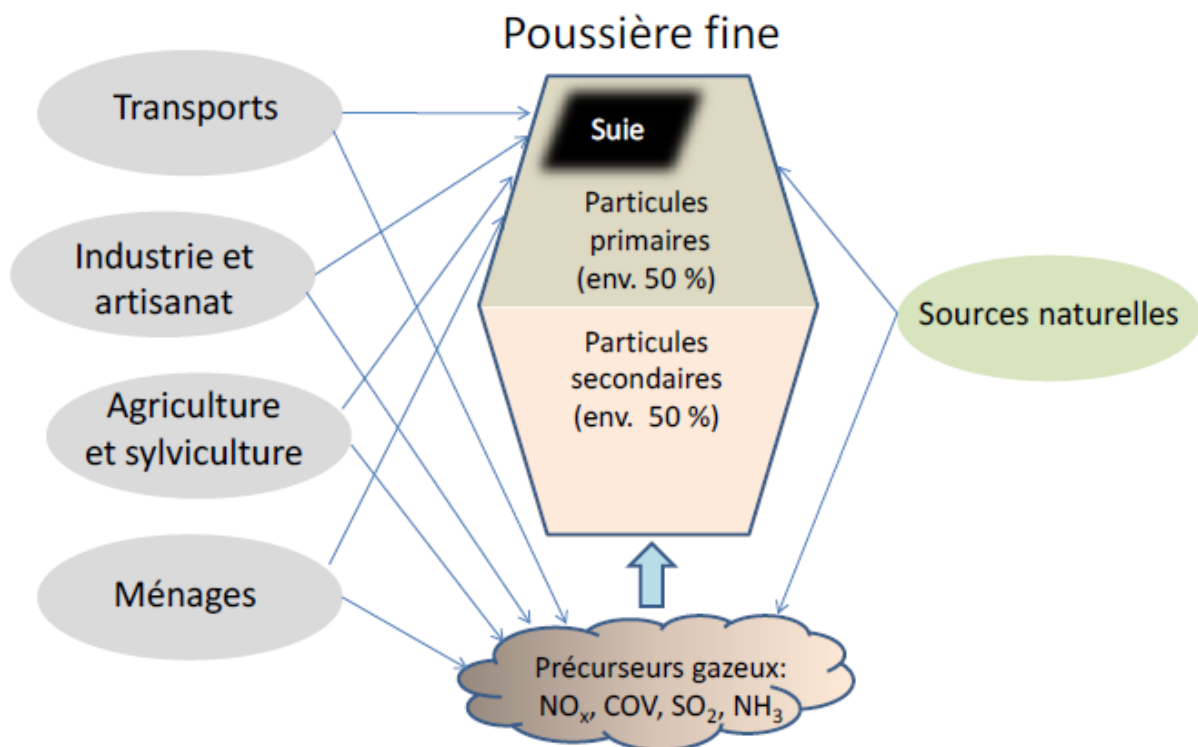 Poussière fine
Transports
Suie
Particules
primaires
(env. 50 %)
Industrie et
artisanat
Sources naturelles
Particules
secondaires
(env. 50 %)
Agriculture
et sylviculture
Ménages
Précurseurs gazeux:
NOₓ, COV, SO₂, NH₃